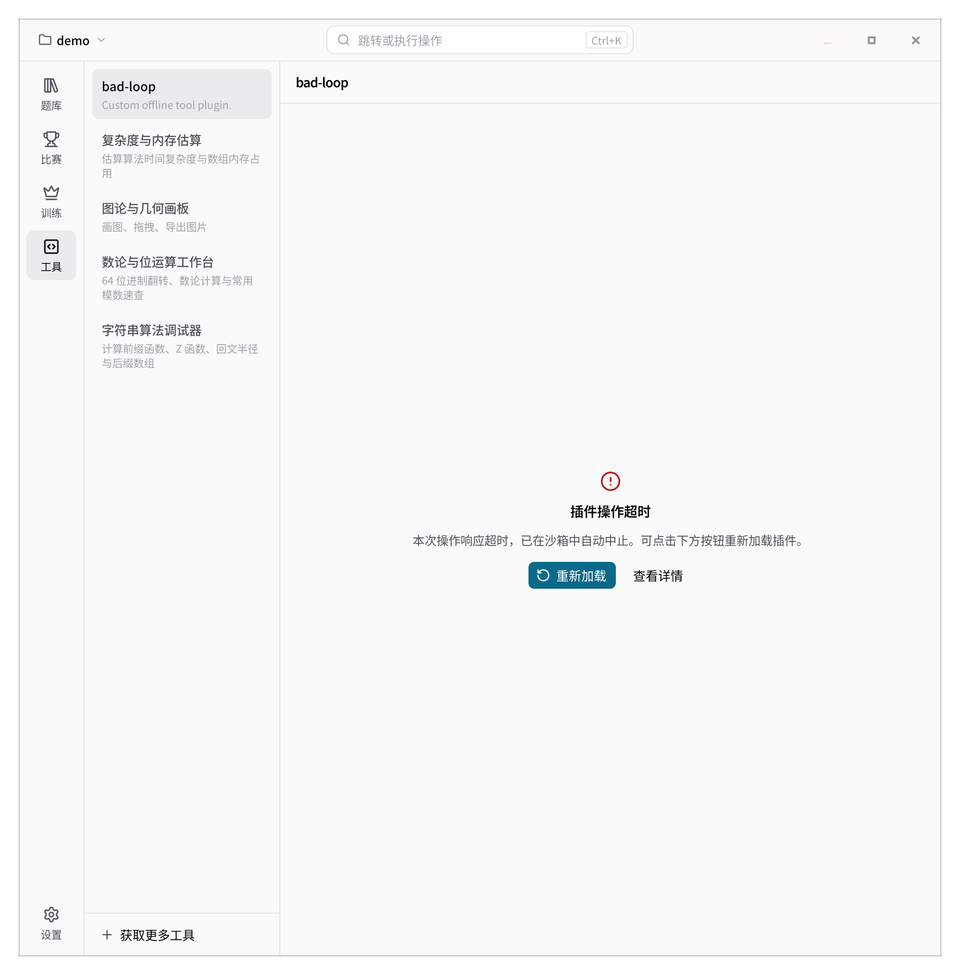 demo
跳转或执行操作
Ctrl+K
题库
比赛
训练
工具
设置
bad-loop
Custom offline tool plugin.
复杂度与内存估算
估算算法时间复杂度与数组内存占
用
图论与几何画板
画图、拖拽、导出图片
数论与位运算工作台
64 位进制翻转、数论计算与常用
模数速查
字符串算法调试器
计算前缀函数、Z 函数、回文半径
与后缀数组
获取更多工具
bad-loop
插件操作超时
本次操作响应超时，已在沙箱中自动中止。可点击下方按钮重新加载插件。
重新加载
查看详情